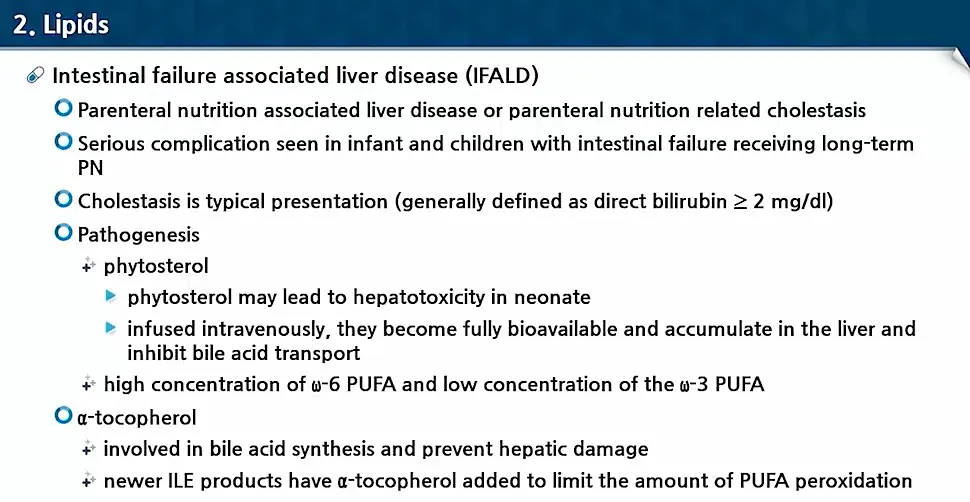 2. Lipids
Intestinal failure associated liver disease (IFALD)
Parenteral nutrition associated liver disease or parenteral nutrition related cholestasis
Serious complication seen in infant and children with intestinal failure receiving long-term
PN
Cholestasis is typical presentation (generally defined as direct bilirubin ≥ 2 mg/dl)
Pathogenesis
phytosterol
phytosterol may lead to hepatotoxicity in neonate
infused intravenously, they become fully bioavailable and accumulate in the liver and
inhibit bile acid transport
high concentration of ω-6 PUFA and low concentration of the ω-3 PUFA
α-tocopherol
involved in bile acid synthesis and prevent hepatic damage
newer ILE products have α-tocopherol added to limit the amount of PUFA peroxidation